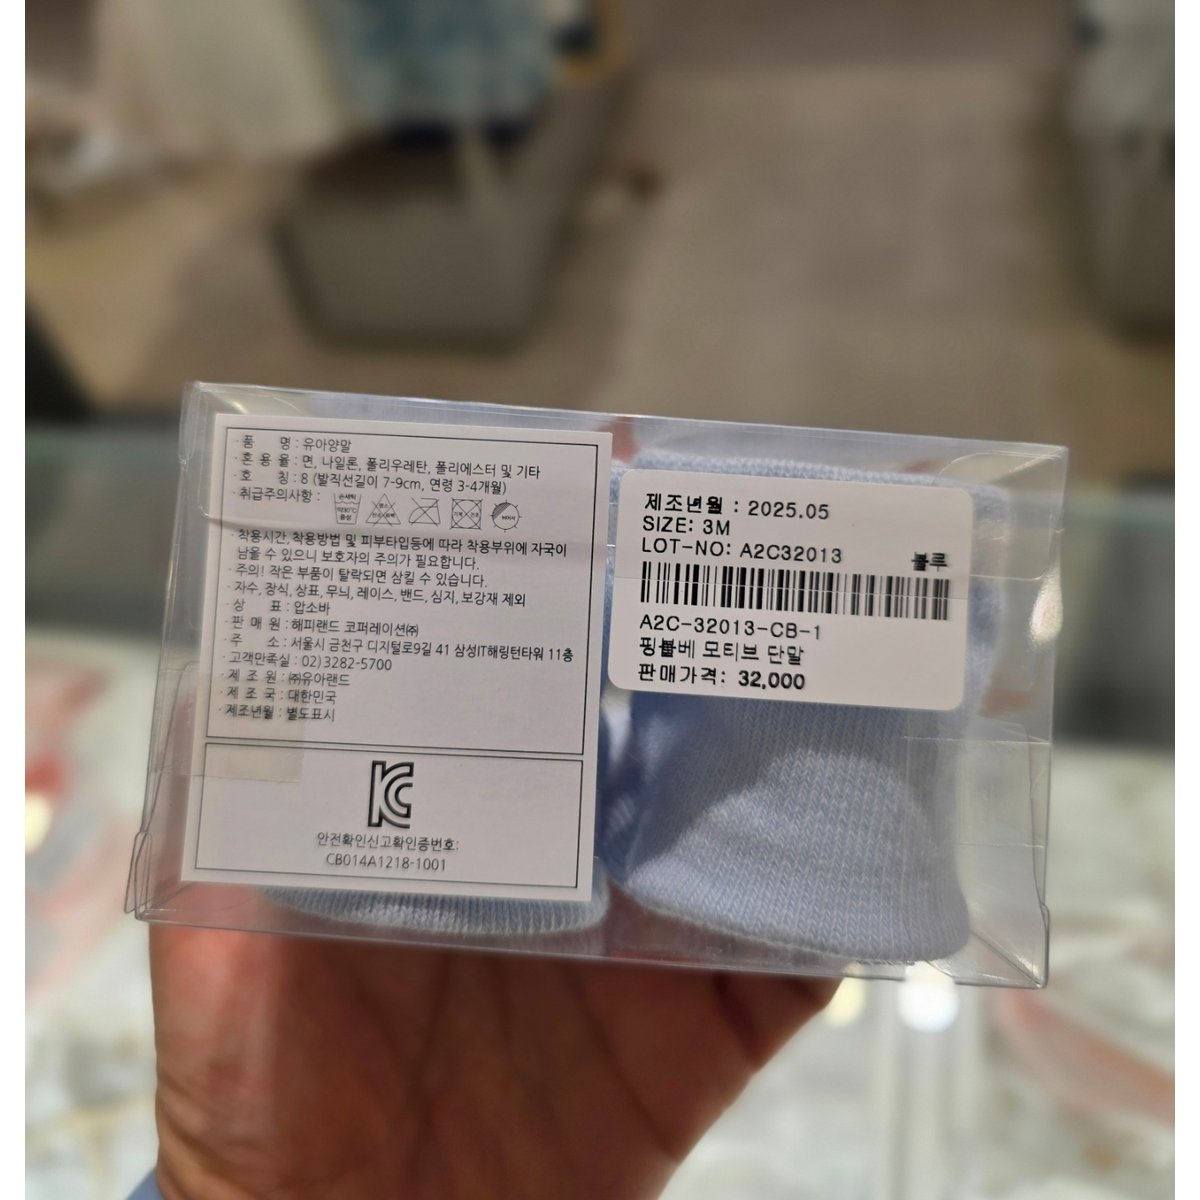 · 품 명 : 유아양말
· 혼 용 율 : 면, 나일론, 폴리우레탄, 폴리에스터 및 기타
· 호 칭 : 8 (발직선길이 7-9cm, 연령 3-4개월)
· 취급주의사항 :
손세탁
약30℃
중성
· 착용시간, 착용방법 및 피부타입등에 따라 착용부위에 자국이
남을 수 있으니 보호자의 주의가 필요합니다.
· 주의! 작은 부품이 탈락되면 삼킬 수 있습니다.
· 자수, 장식, 상표, 무늬, 레이스, 밴드, 심지, 보강재 제외
· 상 표 : 압소바
· 판 매 원 : 해피랜드 코퍼레이션㈜
· 주 소 : 서울시 금천구 디지털로9길 41 삼성IT해링턴타워 11층
· 고객만족실 : 02)3282-5700
· 제 조 원 : ㈜유아랜드
· 제 조 국 : 대한민국
· 제조년월 : 별도표시
KC
안전확인신고확인증번호:
CB014A1218-1001
제조년월 : 2025.05
SIZE: 3M
LOT-NO: A2C32013 블루
A2C-32013-CB-1
핑불베 모티브 단말
판매가격: 32,000